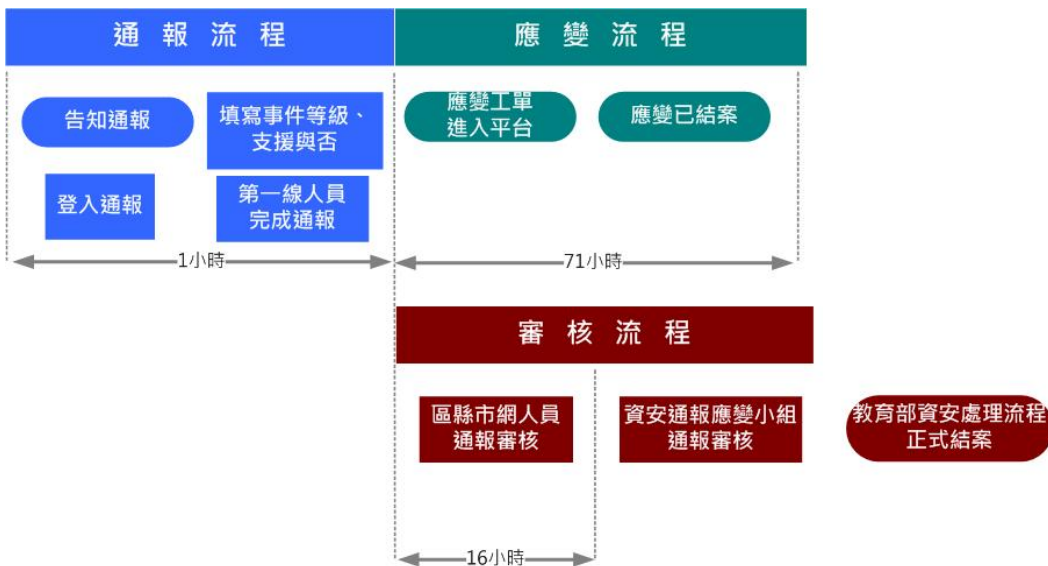 通報流程
應變流程
告知通報
填寫事件等級、
支援與否
應變工單
進入平台
應變已結案
登入通報
第一線人員
完成通報
1小時
71小時
審核流程
區縣市網人員
通報審核
資安通報應變小組
通報審核
教育部資安處理流程
正式結案
16小時